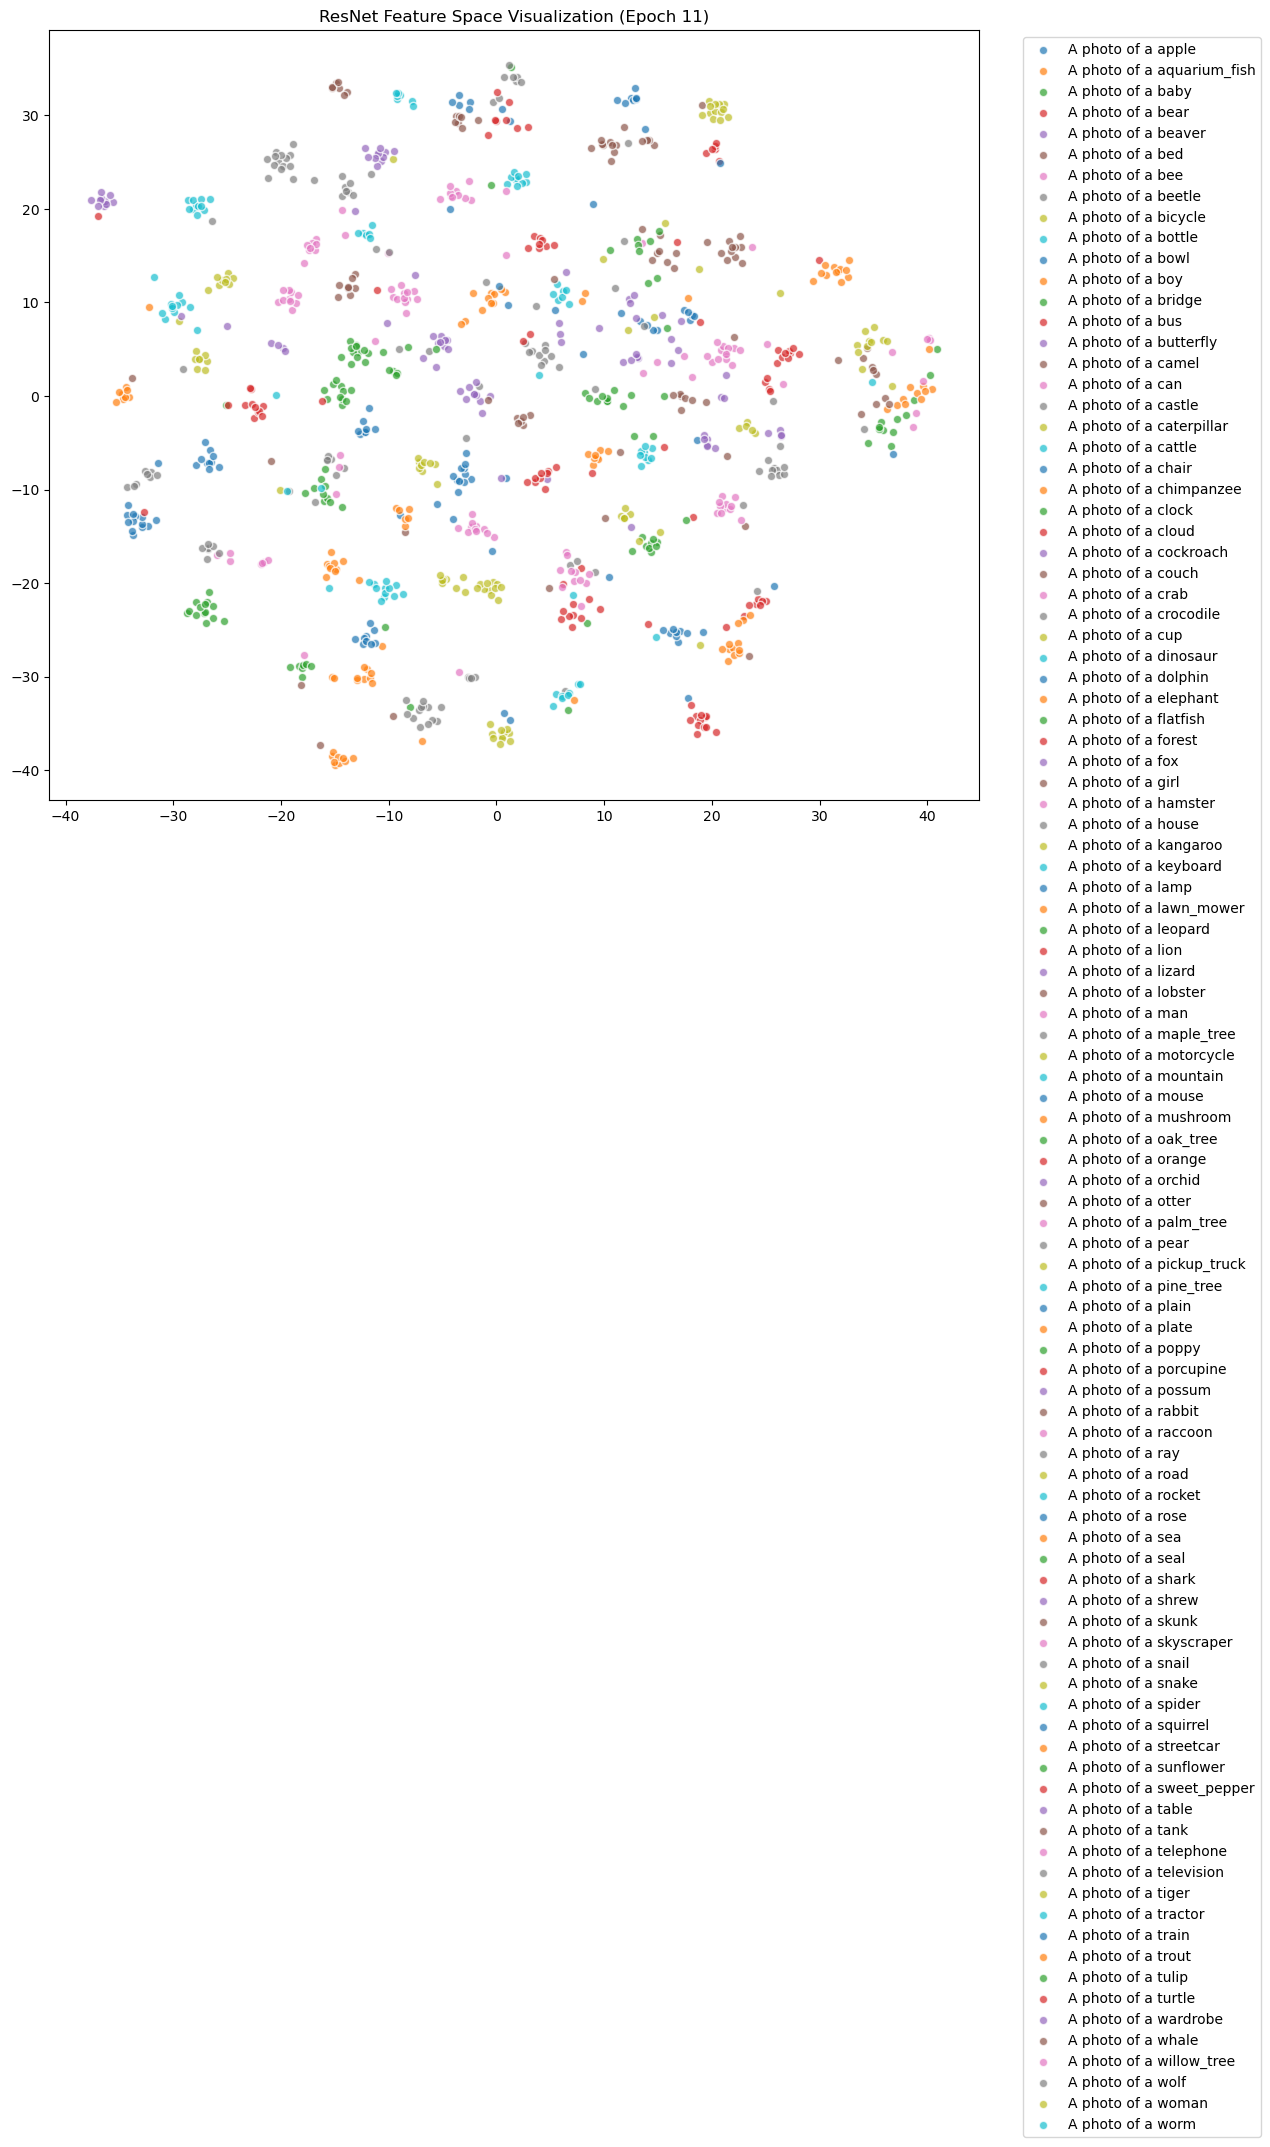 ResNet Feature Space Visualization (Epoch 11)
30
20
10
0
−10
−20
−30
−40
−40
−30
−20
−10
0
10
20
30
40
A photo of a apple
A photo of a aquarium_fish
A photo of a baby
A photo of a bear
A photo of a beaver
A photo of a bed
A photo of a bee
A photo of a beetle
A photo of a bicycle
A photo of a bottle
A photo of a bowl
A photo of a boy
A photo of a bridge
A photo of a bus
A photo of a butterfly
A photo of a camel
A photo of a can
A photo of a castle
A photo of a caterpillar
A photo of a cattle
A photo of a chair
A photo of a chimpanzee
A photo of a clock
A photo of a cloud
A photo of a cockroach
A photo of a couch
A photo of a crab
A photo of a crocodile
A photo of a cup
A photo of a dinosaur
A photo of a dolphin
A photo of a elephant
A photo of a flatfish
A photo of a forest
A photo of a fox
A photo of a girl
A photo of a hamster
A photo of a house
A photo of a kangaroo
A photo of a keyboard
A photo of a lamp
A photo of a lawn_mower
A photo of a leopard
A photo of a lion
A photo of a lizard
A photo of a lobster
A photo of a man
A photo of a maple_tree
A photo of a motorcycle
A photo of a mountain
A photo of a mouse
A photo of a mushroom
A photo of a oak_tree
A photo of a orange
A photo of a orchid
A photo of a otter
A photo of a palm_tree
A photo of a pear
A photo of a pickup_truck
A photo of a pine_tree
A photo of a plain
A photo of a plate
A photo of a poppy
A photo of a porcupine
A photo of a possum
A photo of a rabbit
A photo of a raccoon
A photo of a ray
A photo of a road
A photo of a rocket
A photo of a rose
A photo of a sea
A photo of a seal
A photo of a shark
A photo of a shrew
A photo of a skunk
A photo of a skyscraper
A photo of a snail
A photo of a snake
A photo of a spider
A photo of a squirrel
A photo of a streetcar
A photo of a sunflower
A photo of a sweet_pepper
A photo of a table
A photo of a tank
A photo of a telephone
A photo of a television
A photo of a tiger
A photo of a tractor
A photo of a train
A photo of a trout
A photo of a tulip
A photo of a turtle
A photo of a wardrobe
A photo of a whale
A photo of a willow_tree
A photo of a wolf
A photo of a woman
A photo of a worm